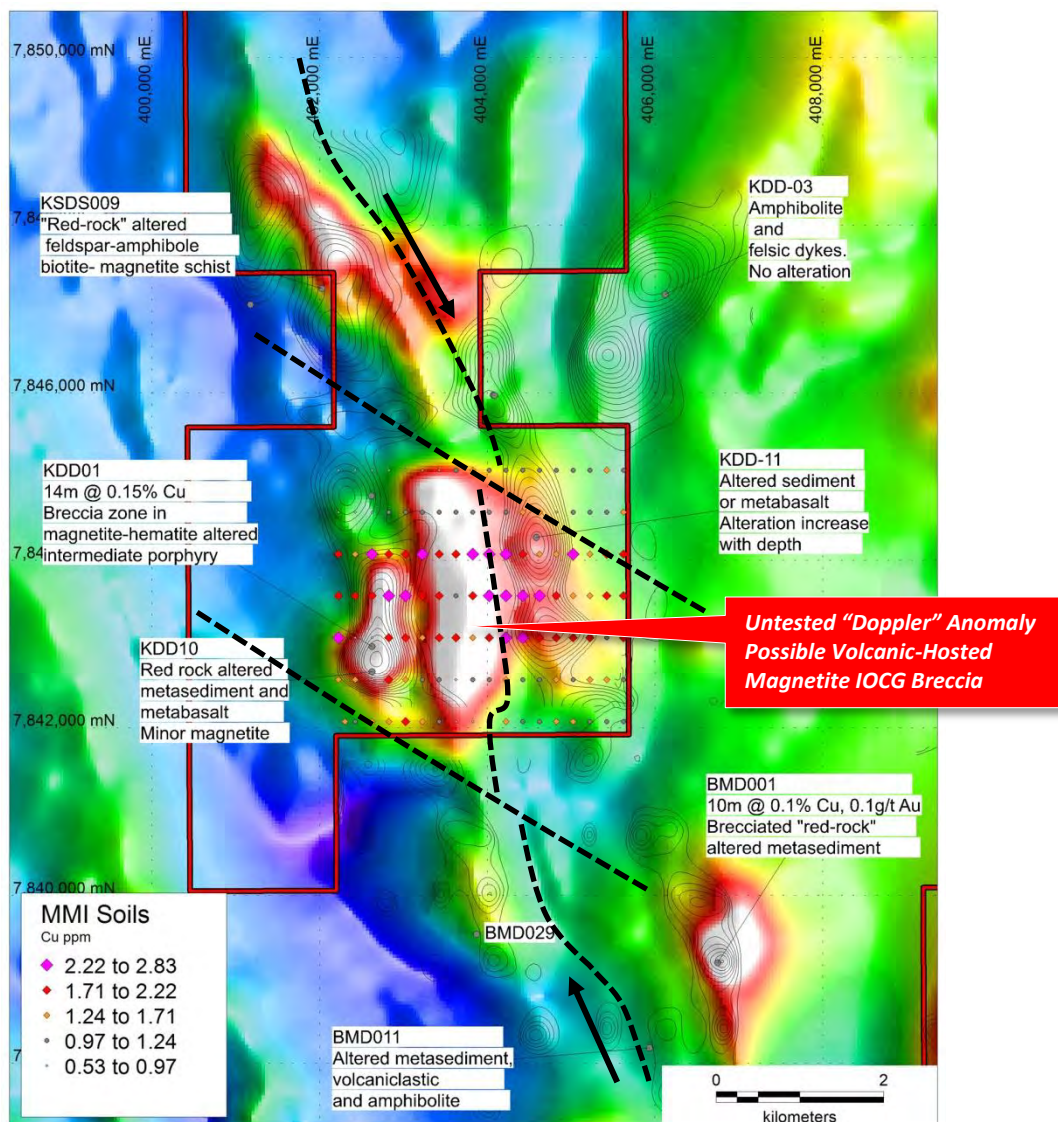 7,850,000 mN
400,000 mE
402,000 mE
404,000 mE
406,000 mE
408,000 mE
KSDS009
"Red-rock" altered
feldspar-amphibole
biotite- magnetite schist
KDD-03
Amphibolite
and
felsic dykes.
No alteration
7,846,000 mN
KDD01
14m @ 0.15% Cu
Breccia zone in
magnetite-hematite altered
intermediate porphyry
KDD-11
Altered sediment
or metabasalt
Alteration increase
with depth
Untested “Doppler” Anomaly
Possible Volcanic-Hosted
Magnetite IOCG Breccia
KDD10
Red rock altered
metasediment and
metabasalt
Minor magnetite
7,842,000 mN
BMD001
10m @ 0.1% Cu, 0.1g/t Au
Brecciated "red-rock"
altered metasediment
7,840,000 mN
BMD029
MMI Soils
Cu ppm
2.22 to 2.83
1.71 to 2.22
1.24 to 1.71
0.97 to 1.24
0.53 to 0.97
BMD011
Altered metasediment,
volcaniclastic
and amphibolite
0 2
kilometers